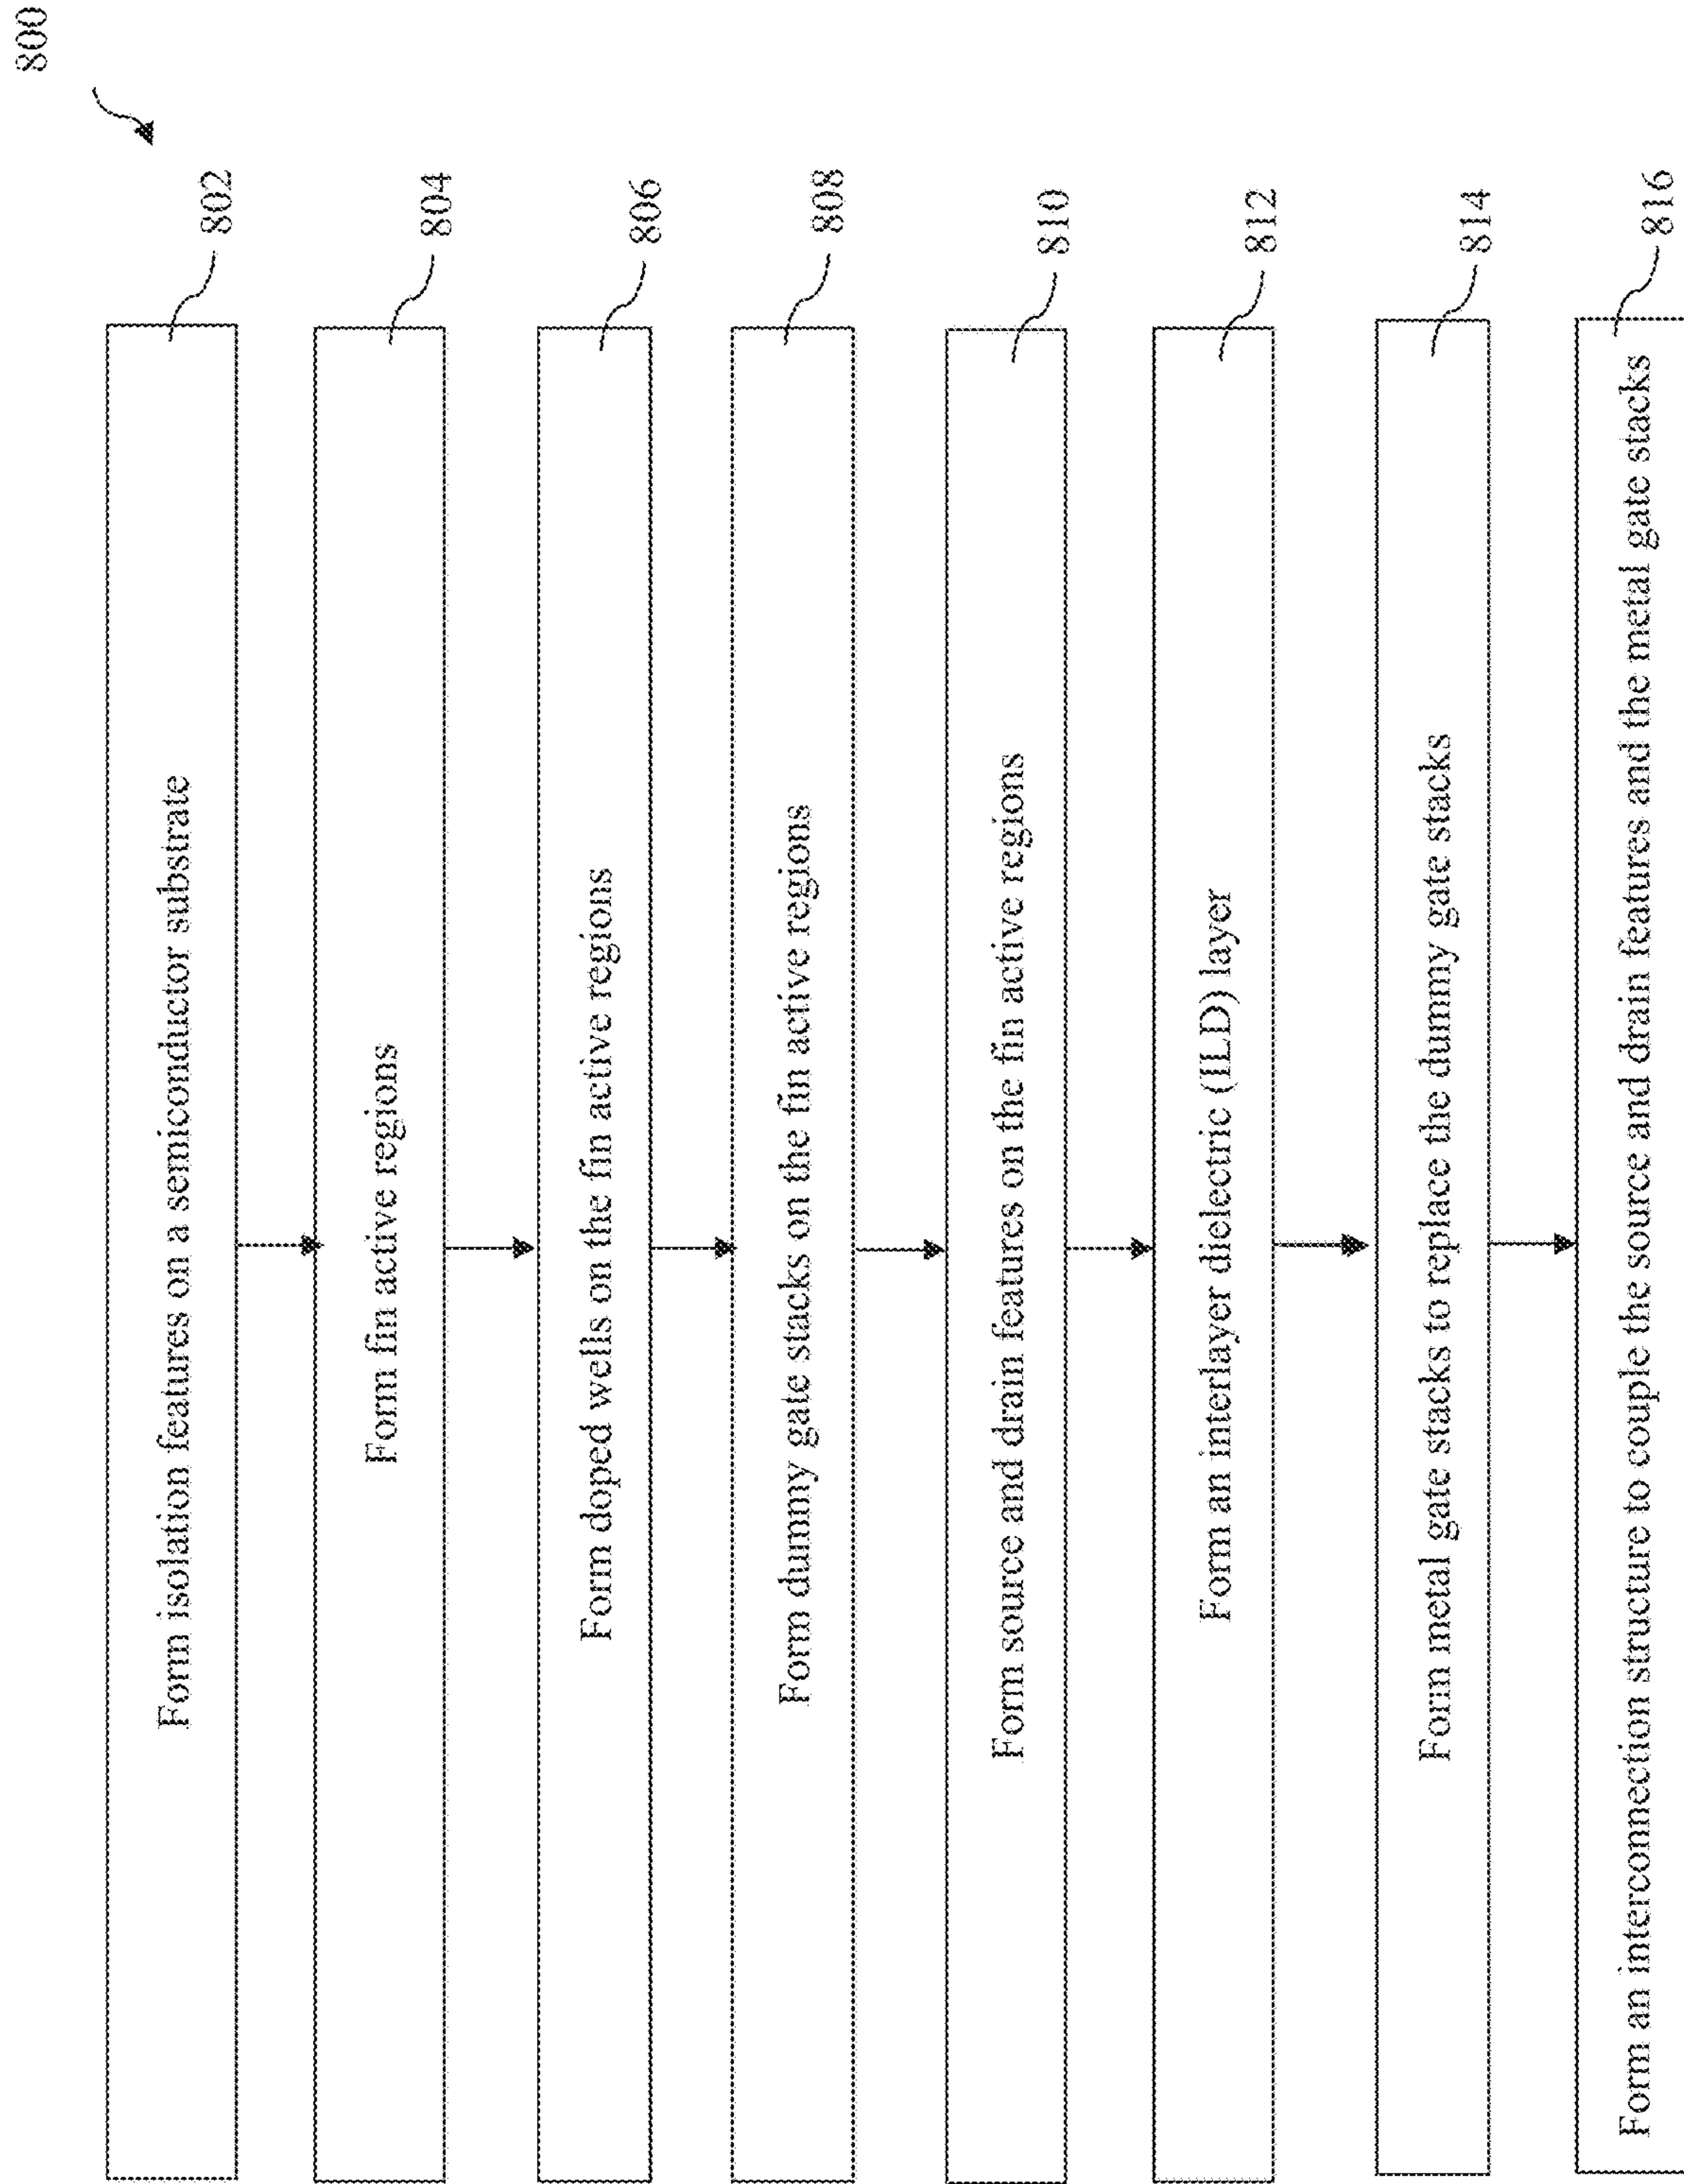 800
Form isolation features on a semiconductor substrate
802
Form fin active regions
804
Form doped wells on the fin active regions
806
Form dummy gate stacks on the fin active regions
808
Form source and drain features on the fin active regions
810
Form an interlayer dielectric (ILD) layer
812
Form metal gate stacks to replace the dummy gate stacks
814
Form an interconnection structure to couple the source and drain features and the metal gate stacks
816